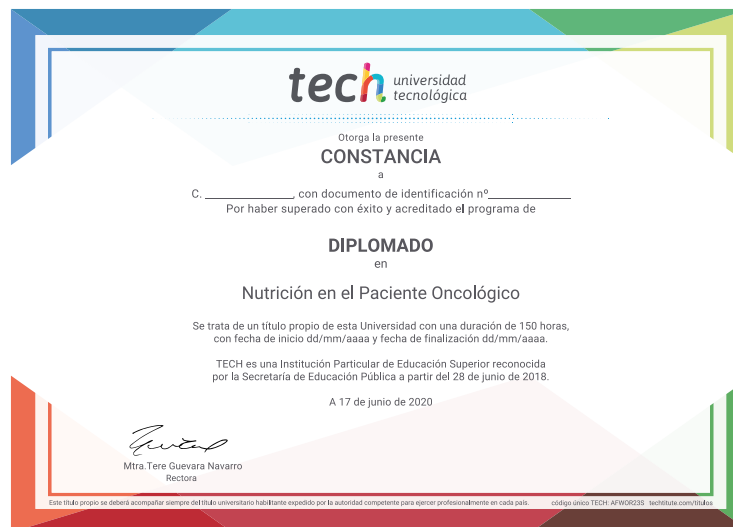 tech universidad
tecnológica
Otorga la presente
CONSTANCIA
a
C. ______________, con documento de identificación nº_____________
Por haber superado con éxito y acreditado el programa de
DIPLOMADO
en
Nutrición en el Paciente Oncológico
Se trata de un título propio de esta Universidad con una duración de 150 horas,
con fecha de inicio dd/mm/aaaa y fecha de finalización dd/mm/aaaa.
TECH es una Institución Particular de Educación Superior reconocida
por la Secretaría de Educación Pública a partir del 28 de junio de 2018.
A 17 de junio de 2020
Mtra.Tere Guevara Navarro
Rectora
Este título propio se deberá acompañar siempre del título universitario habilitante expedido por la autoridad competente para ejercer profesionalmente en cada país. código único TECH: AFWOR23S techtitute.com/títulos